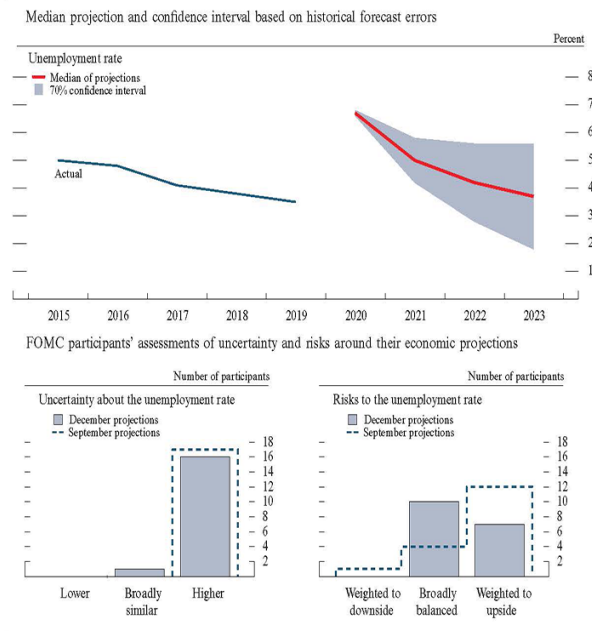 Median projection and confidence interval based on historical forecast errors
Percent
Unemployment rate
Median of projections
70% confidence interval
8
7
6
5
4
3
2
1
Actual
2015 2016 2017 2018 2019 2020 2021 2022 2023
FOMC participants' assessments of uncertainty and risks around their economic projections
Number of participants
Uncertainty about the unemployment rate
December projections
September projections
18
16
14
12
10
8
6
4
2
Lower Broadly similar Higher
Number of participants
Risks to the unemployment rate
December projections
September projections
18
16
14
12
10
8
6
4
2
Weighted to downside Broadly balanced Weighted to upside